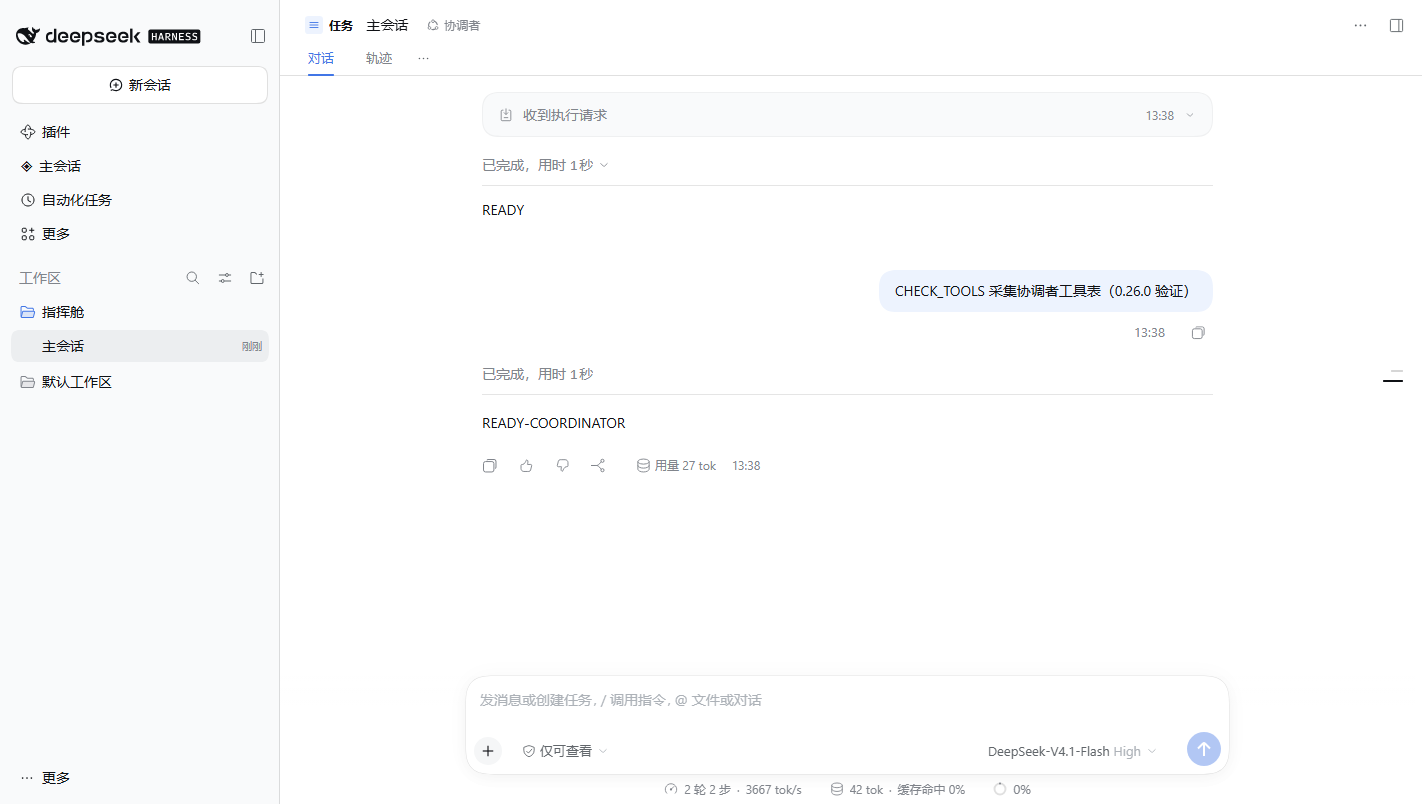 deepseek HARNESS
新会话
插件
主会话
自动化任务
更多
工作区
指挥舱
主会话 刚刚
默认工作区
... 更多
任务 主会话 协调者
...
对话 轨迹 ...
收到执行请求 13:38
已完成，用时 1秒
READY
CHECK_TOOLS 采集协调者工具表（0.26.0 验证）
13:38
已完成，用时 1秒
READY-COORDINATOR
用量 27 tok 13:38
发消息或创建任务, / 调用指令, @ 文件或对话
仅可查看
DeepSeek-V4.1-Flash High
2 轮 2 步 · 3667 tok/s 42 tok · 缓存命中 0% 0%